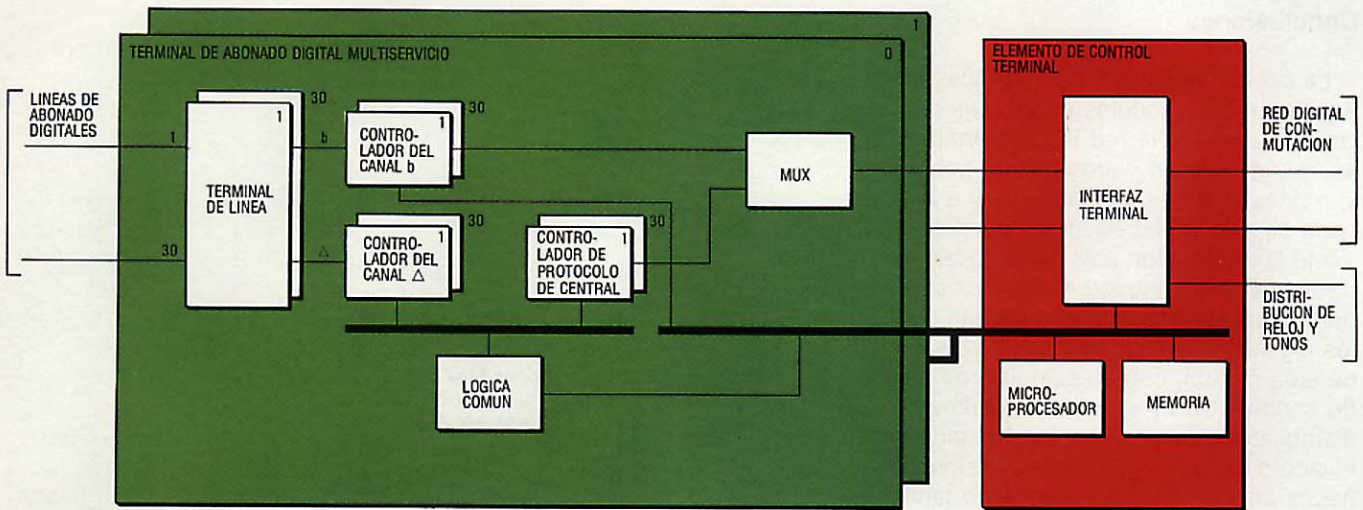 1
TERMINAL DE ABONADO DIGITAL MULTISERVICIO
0
ELEMENTO DE CONTROL
TERMINAL
LINEAS DE
ABONADO
DIGITALES
1
30
30
1
TERMINAL
DE LINEA
b
△
30
1
CONTRO-
LADOR DEL
CANAL b
30
1
CONTRO-
LADOR DEL
CANAL △
30
1
CONTRO-
LADOR DE
PROTOCOLO
DE CENTRAL
MUX
LOGICA
COMUN
INTERFAZ
TERMINAL
MICRO-
PROCESADOR
MEMORIA
RED DIGITAL
DE CON-
MUTACION
DISTRI-
BUCION DE
RELOJ Y
TONOS